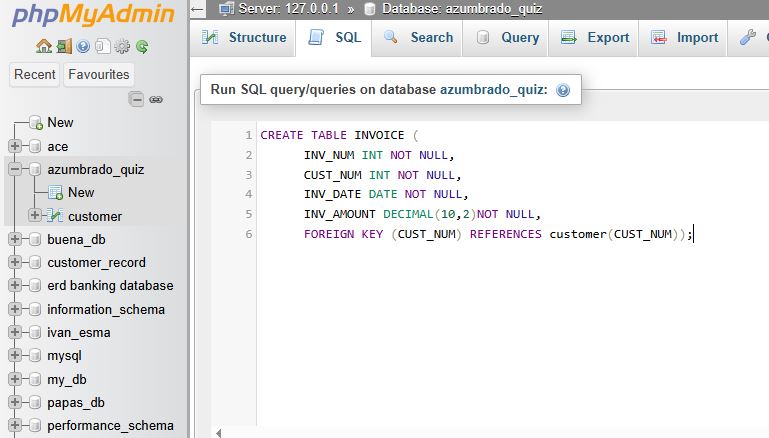 phpMyAdmin
Recent Favourites
New
ace
azumbrado_quiz
New
customer
buena_db
customer_record
erd banking database
information_schema
ivan_esma
mysql
my_db
papas_db
performance_schema
Server: 127.0.0.1 » Database: azumbrado_quiz
Structure SQL Search Query Export Import
Run SQL query/queries on database azumbrado_quiz:
1 CREATE TABLE INVOICE (
2 INV_NUM INT NOT NULL,
3 CUST_NUM INT NOT NULL,
4 INV_DATE DATE NOT NULL,
5 INV_AMOUNT DECIMAL(10,2)NOT NULL,
6 FOREIGN KEY (CUST_NUM) REFERENCES customer(CUST_NUM));